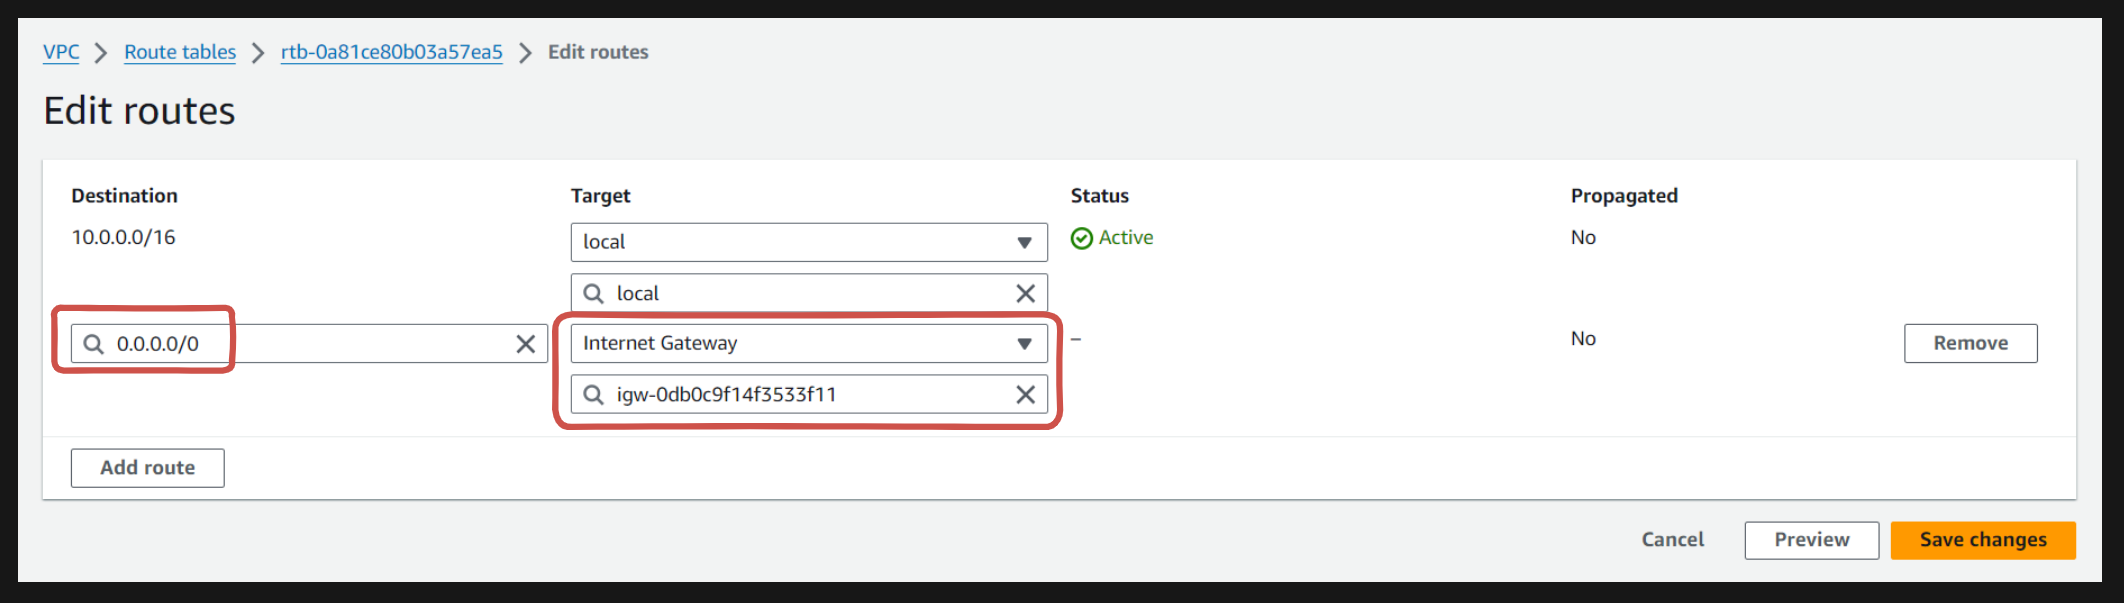 VPC > Route tables > rtb-0a81ce80b03a57ea5 > Edit routes
Edit routes
Destination Target Status Propagated
10.0.0.0/16 local Active No
local
0.0.0.0/0 Internet Gateway – No Remove
igw-0db0c9f14f3533f11
Add route
Cancel Preview Save changes